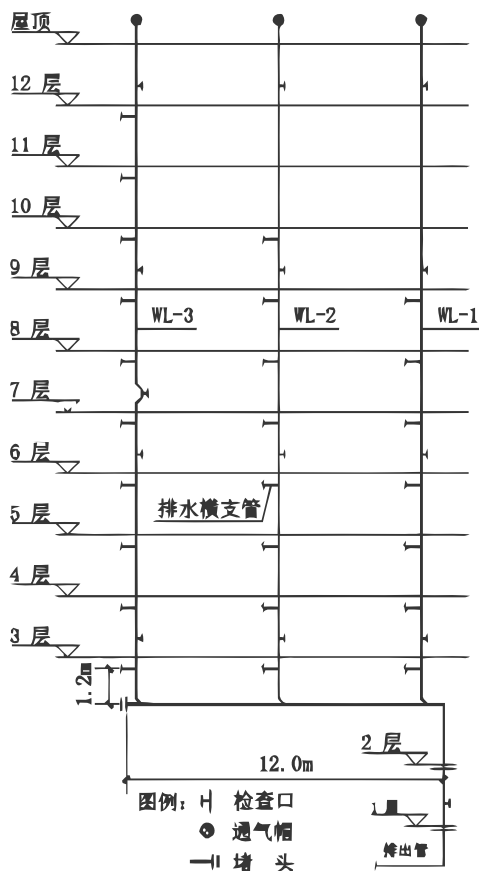 屋顶
12 层
11 层
10 层
9 层
WL-3
WL-2
WL-1
8 层
7 层
6 层
排水横支管
5 层
4 层
3 层
1.2m
2 层
12.0m
图例：
检查口
1 层
通气帽
排出管
堵 头